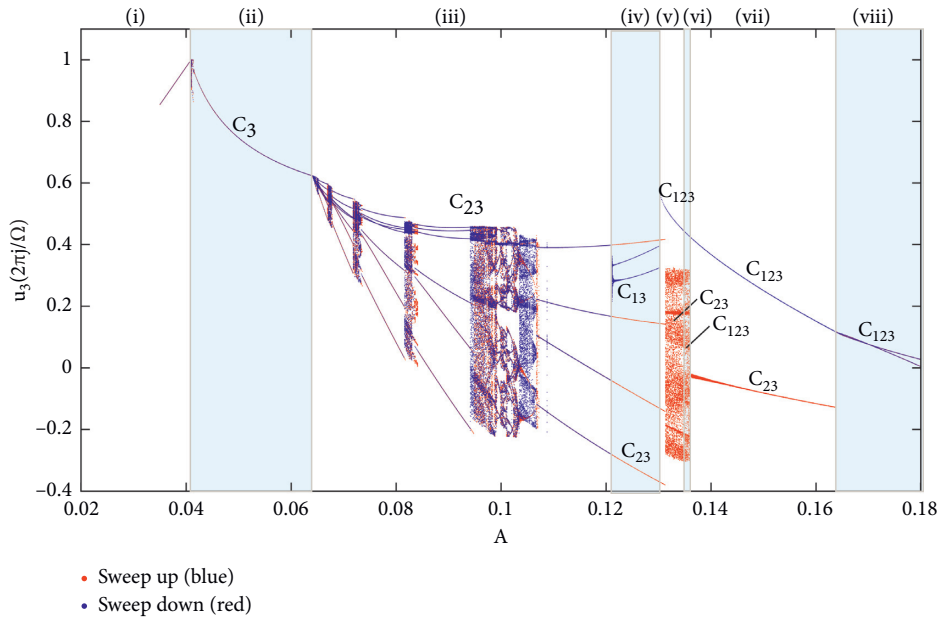 (i) (ii) (iii) (iv) (v) (vi) (vii) (viii)
1
0.8
0.6
0.4
0.2
0
−0.2
−0.4
u₃(2πj/Ω)
C₃
C₂₃
C₁₃
C₂₃
C₁₂₃
C₁₂₃
C₂₃
C₁₂₃
C₂₃
C₁₂₃
0.02 0.04 0.06 0.08 0.1 0.12 0.14 0.16 0.18
A
Sweep up (blue)
Sweep down (red)